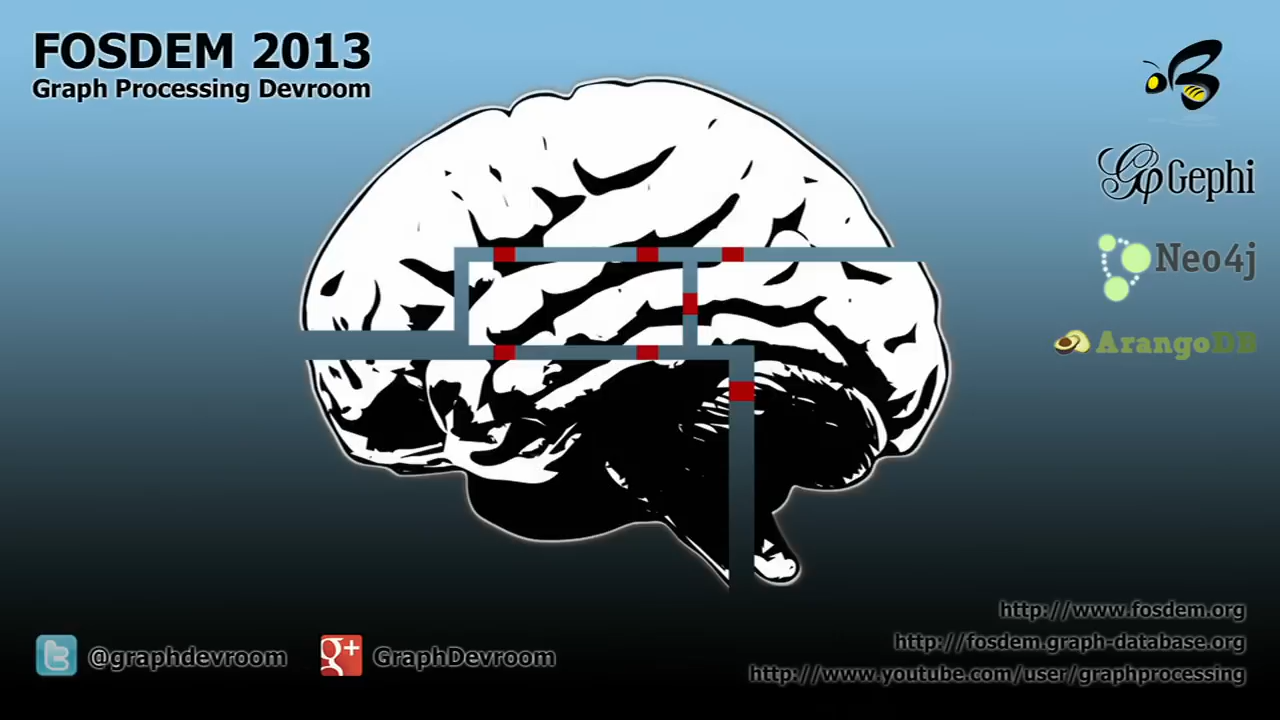 FOSDEM 2013
Graph Processing Devroom
Gephi
Neo4j
ArangoDB
http://www.fosdem.org
http://fosdem.graph-database.org
http://www.youtube.com/user/graphprocessing
@graphdevroom
g+ GraphDevroom